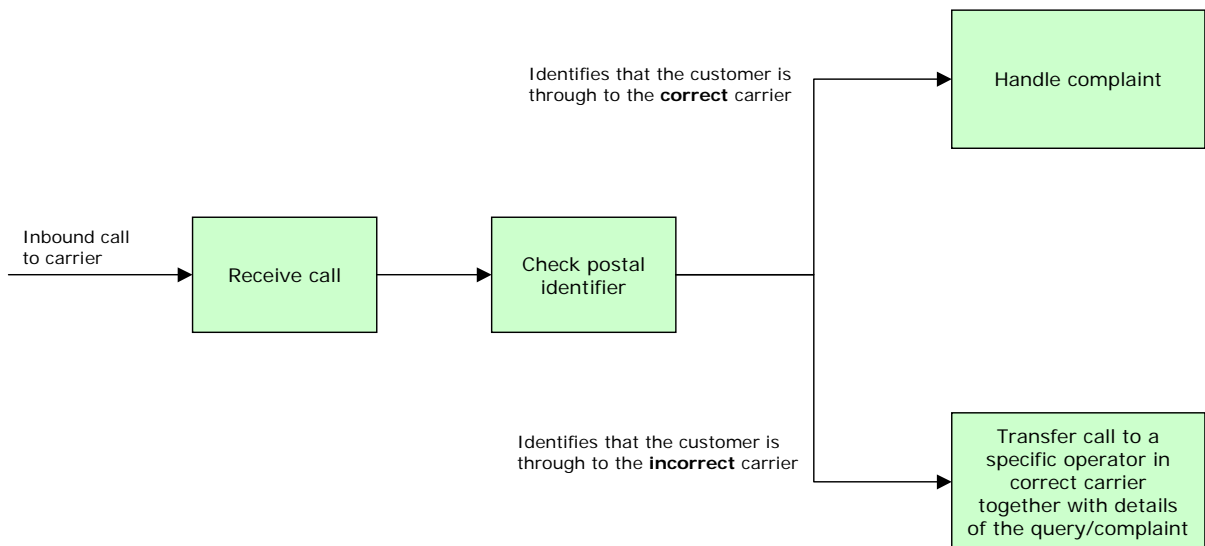 Identifies that the customer is
through to the correct carrier
Handle complaint
Inbound call
to carrier
Receive call
Check postal
identifier
Identifies that the customer is
through to the incorrect carrier
Transfer call to a
specific operator in
correct carrier
together with details
of the query/complaint